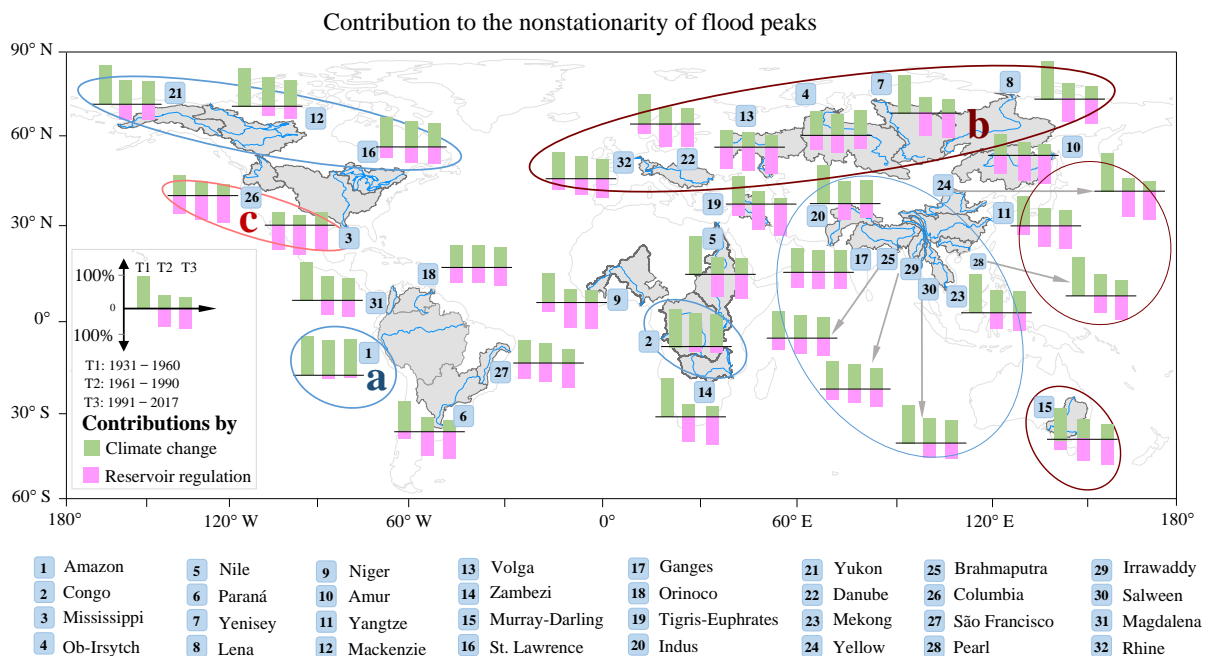 Contribution to the nonstationarity of flood peaks
90° N
60° N
30° N
0°
30° S
60° S
180°
120° W
60° W
0°
60° E
120° E
180°
21
12
16
26
c
3
18
31
1
a
27
6
9
2
14
5
19
13
32
22
4
7
8
b
10
24
11
20
17
25
29
30
23
28
15
T1 T2 T3
100%
0
100%
T1: 1931 – 1960
T2: 1961 – 1990
T3: 1991 – 2017
Contributions by
Climate change
Reservoir regulation
1 Amazon
2 Congo
3 Mississippi
4 Ob-Irsytch
5 Nile
6 Paraná
7 Yenisey
8 Lena
9 Niger
10 Amur
11 Yangtze
12 Mackenzie
13 Volga
14 Zambezi
15 Murray-Darling
16 St. Lawrence
17 Ganges
18 Orinoco
19 Tigris-Euphrates
20 Indus
21 Yukon
22 Danube
23 Mekong
24 Yellow
25 Brahmaputra
26 Columbia
27 São Francisco
28 Pearl
29 Irrawaddy
30 Salween
31 Magdalena
32 Rhine